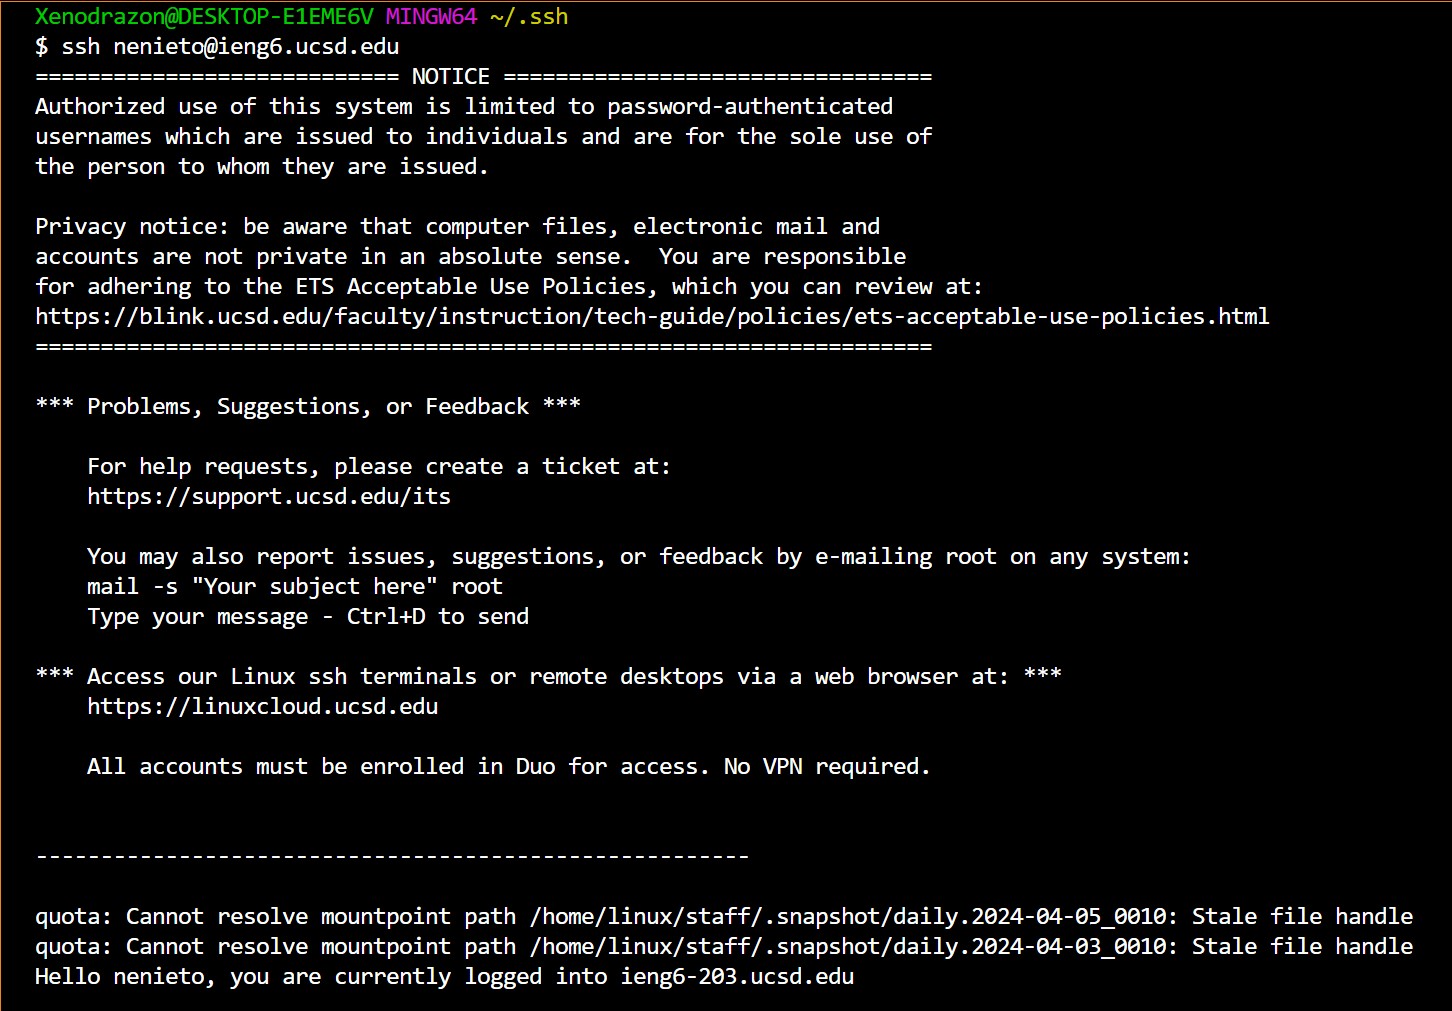 Xenodrazon@DESKTOP-E1EME6V MINGW64 ~/.ssh
$ ssh nenieto@ieng6.ucsd.edu
============================ NOTICE =================================
Authorized use of this system is limited to password-authenticated
usernames which are issued to individuals and are for the sole use of
the person to whom they are issued.

Privacy notice: be aware that computer files, electronic mail and
accounts are not private in an absolute sense.  You are responsible
for adhering to the ETS Acceptable Use Policies, which you can review at:
https://blink.ucsd.edu/faculty/instruction/tech-guide/policies/ets-acceptable-use-policies.html
=====================================================================

*** Problems, Suggestions, or Feedback ***

    For help requests, please create a ticket at:
    https://support.ucsd.edu/its

    You may also report issues, suggestions, or feedback by e-mailing root on any system:
    mail -s "Your subject here" root
    Type your message - Ctrl+D to send

*** Access our Linux ssh terminals or remote desktops via a web browser at: ***
    https://linuxcloud.ucsd.edu

    All accounts must be enrolled in Duo for access. No VPN required.


-------------------------------------------------------

quota: Cannot resolve mountpoint path /home/linux/staff/.snapshot/daily.2024-04-05_0010: Stale file handle
quota: Cannot resolve mountpoint path /home/linux/staff/.snapshot/daily.2024-04-03_0010: Stale file handle
Hello nenieto, you are currently logged into ieng6-203.ucsd.edu